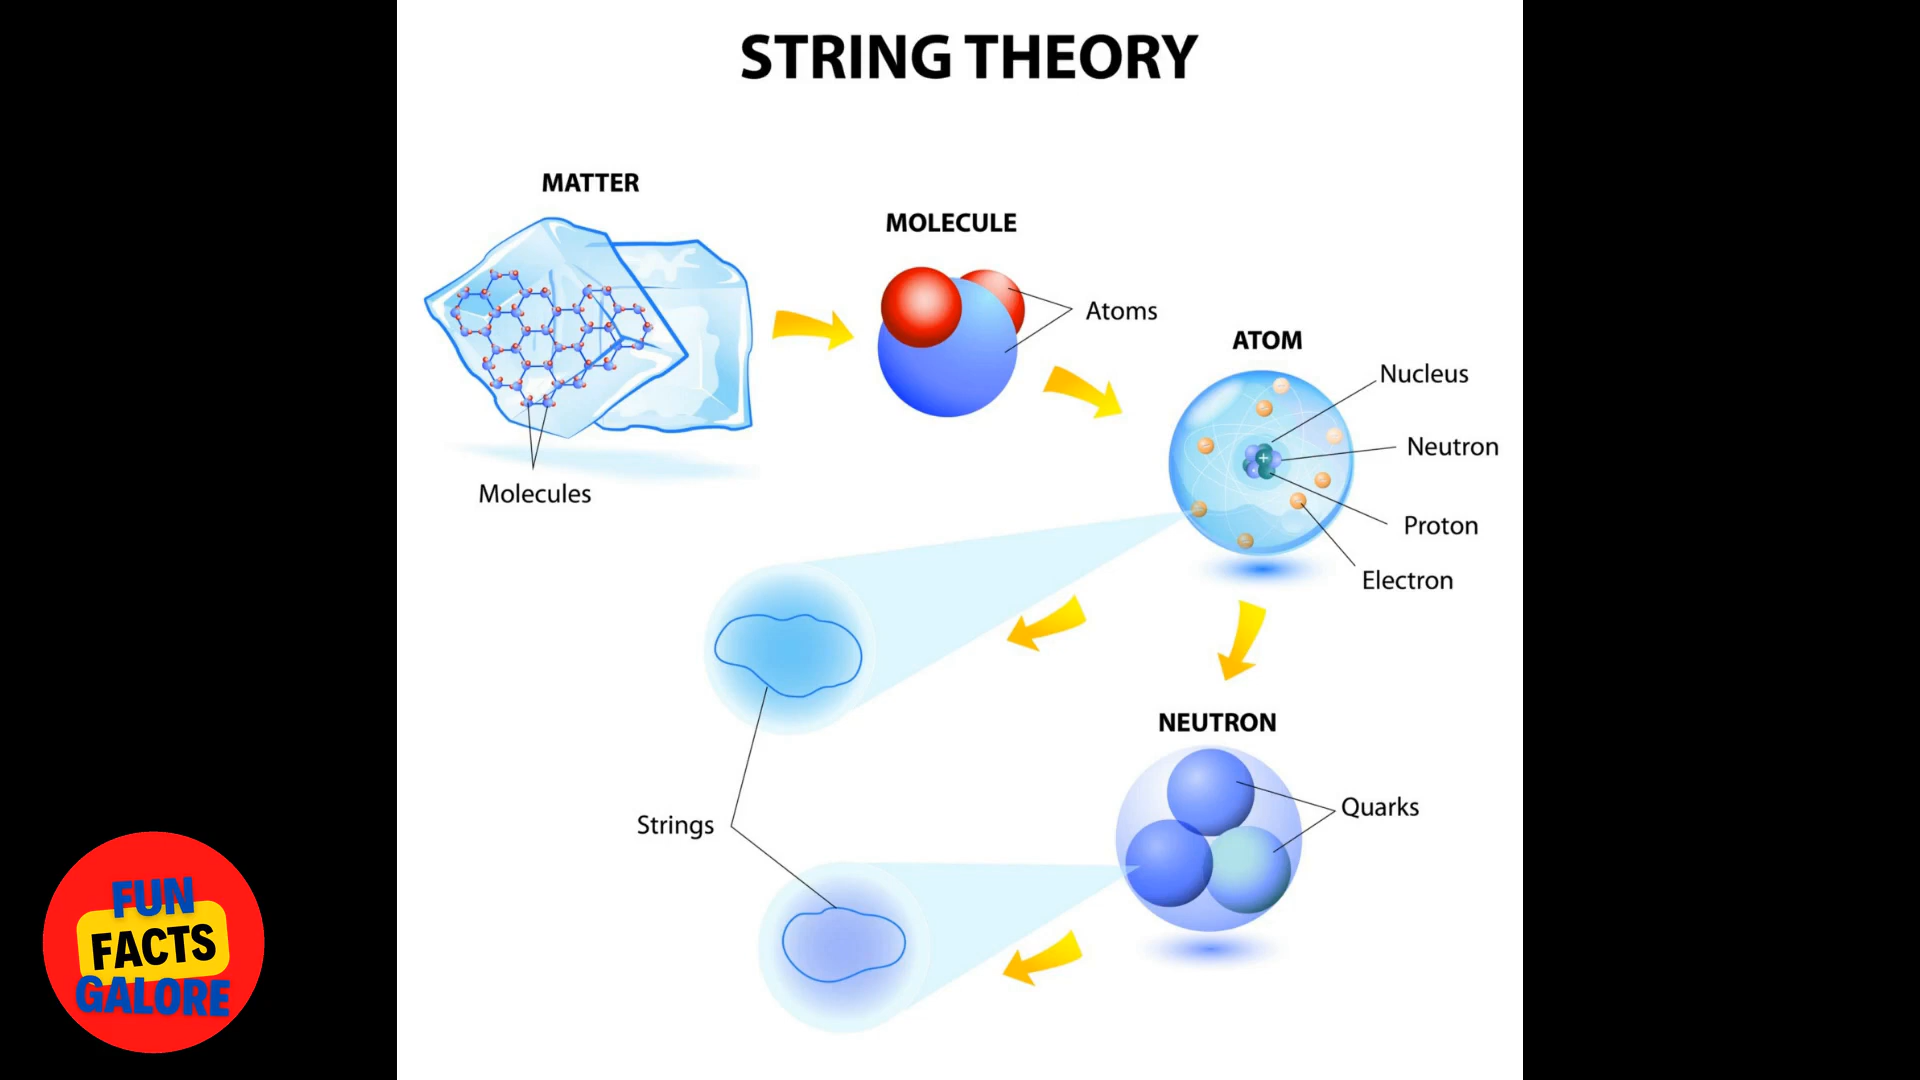 STRING THEORY
MATTER
MOLECULE
Atoms
ATOM
Nucleus
Neutron
Molecules
Proton
Electron
NEUTRON
Quarks
Strings
FUN
FACTS
GALORE